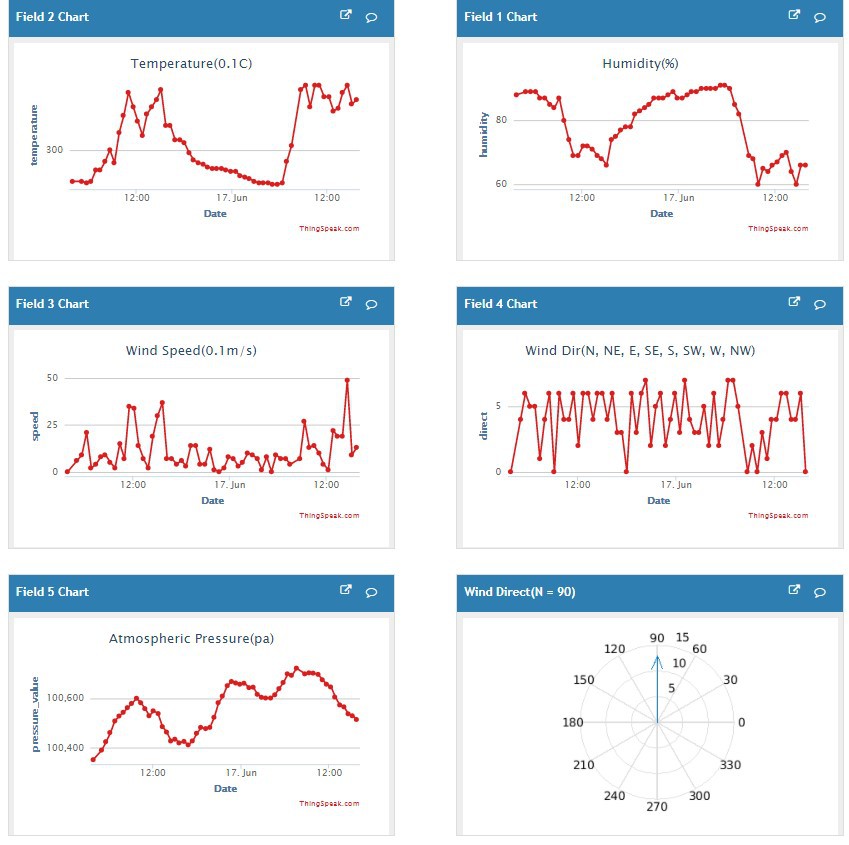 Field 2 Chart
Temperature(0.1C)
temperature
300
12:00 17. Jun 12:00
Date
ThingSpeak.com
Field 1 Chart
Humidity(%)
humidity
80
60
12:00 17. Jun 12:00
Date
ThingSpeak.com
Field 3 Chart
Wind Speed(0.1m/s)
speed
50
25
0
12:00 17. Jun 12:00
Date
ThingSpeak.com
Field 4 Chart
Wind Dir(N, NE, E, SE, S, SW, W, NW)
direct
5
0
12:00 17. Jun 12:00
Date
ThingSpeak.com
Field 5 Chart
Atmospheric Pressure(pa)
pressure_value
100,600
100,400
12:00 17. Jun 12:00
Date
ThingSpeak.com
Wind Direct(N = 90)
90 15
120 60
10
150 30
5
180 0
210 330
240 300
270